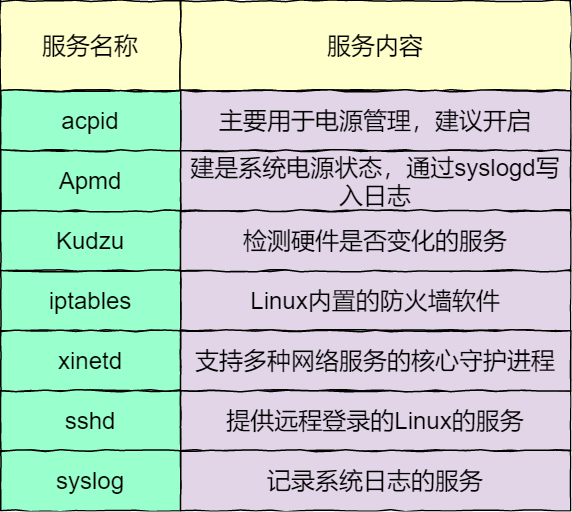 服务名称
服务内容
acpid
主要用于电源管理，建议开启
Apmd
建是系统电源状态，通过syslogd写
入日志
Kudzu
检测硬件是否变化的服务
iptables
Linux内置的防火墙软件
xinetd
支持多种网络服务的核心守护进程
sshd
提供远程登录的Linux的服务
syslog
记录系统日志的服务